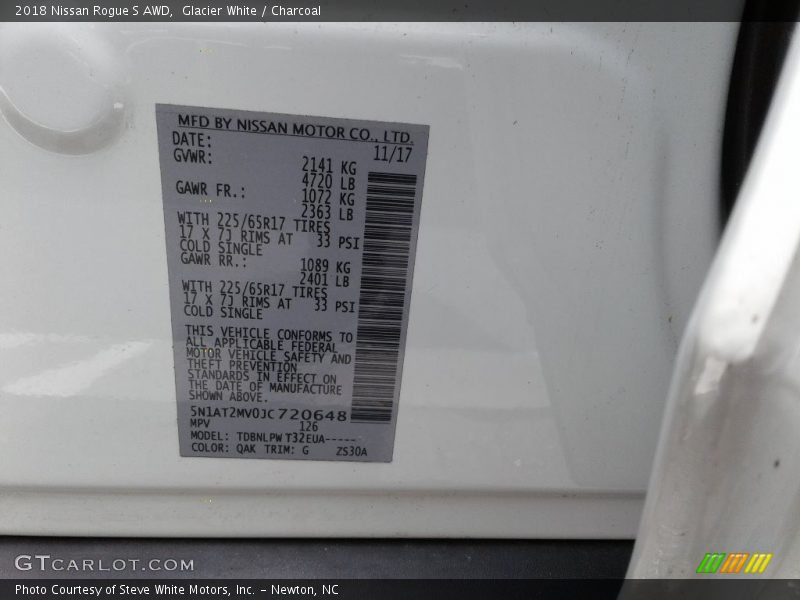 2018 Nissan Rogue S AWD,  Glacier White / Charcoal
MFD BY NISSAN MOTOR CO., LTD.
DATE: 11/17
GVWR: 2141 KG
4720 LB
GAWR FR.: 1072 KG
2363 LB
WITH 225/65R17 TIRES
17 X 7J RIMS AT 33 PSI
COLD SINGLE
GAWR RR.: 1089 KG
2401 LB
WITH 225/65R17 TIRES
17 X 7J RIMS AT 33 PSI
COLD SINGLE
THIS VEHICLE CONFORMS TO
ALL APPLICABLE FEDERAL
MOTOR VEHICLE SAFETY AND
THEFT PREVENTION
STANDARDS IN EFFECT ON
THE DATE OF MANUFACTURE
SHOWN ABOVE.
5N1AT2MV0JC720648
MPV 126
MODEL: TDBNLPW T32EUA-----
COLOR: QAK TRIM: G ZS30A
GTCARLOT.COM
Photo Courtesy of Steve White Motors, Inc. – Newton, NC